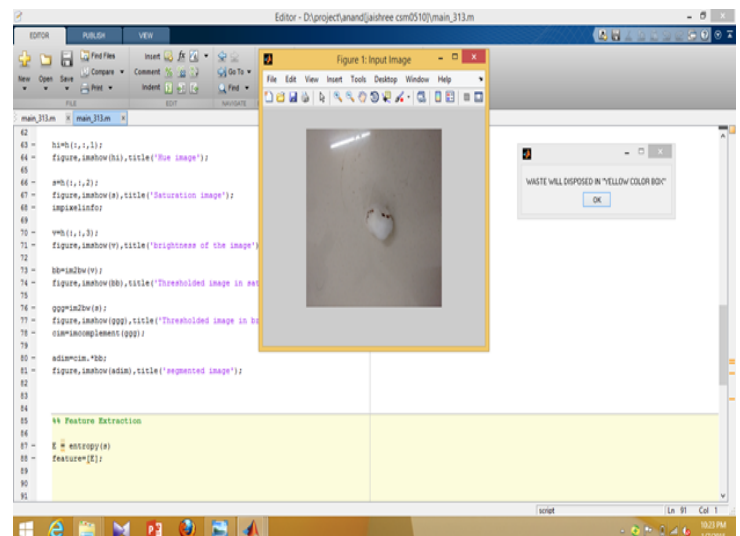 Editor - D:\project\anand[jaishree csm0510]\main_313.m
EDITOR PUBLISH VIEW
New Open Save Find Files Compare Print
Insert Comment Indent
Go To Find
FILE EDIT NAVIGATE
main_313.m main_313.m
62
63 - hi=h(:,:,1);
64 - figure,imshow(hi),title('Hue image');
65
66 - s=h(:,:,2);
67 - figure,imshow(s),title('Saturation image');
68 - impixelinfo;
69
70 - v=h(:,:,3);
71 - figure,imshow(v),title('brightness of the image')
72
73 - bb=im2bw(v);
74 - figure,imshow(bb),title('Thresholded image in sat
75
76 - ggg=im2bw(s);
77 - figure,imshow(ggg),title('Thresholded image in br
78 - cim=imcomplement(ggg);
79
80 - adim=cim.*bb;
81 - figure,imshow(adim),title('segmented image');
82
83
84
85 %% Feature Extraction
86
87 - E = entropy(s)
88 - feature=[E];
89
90
91
Figure 1: Input Image
File Edit View Insert Tools Desktop Window Help
WASTE WILL DISPOSED IN "YELLOW COLOR BOX"
OK
script Ln 91 Col 1
10:23 PM